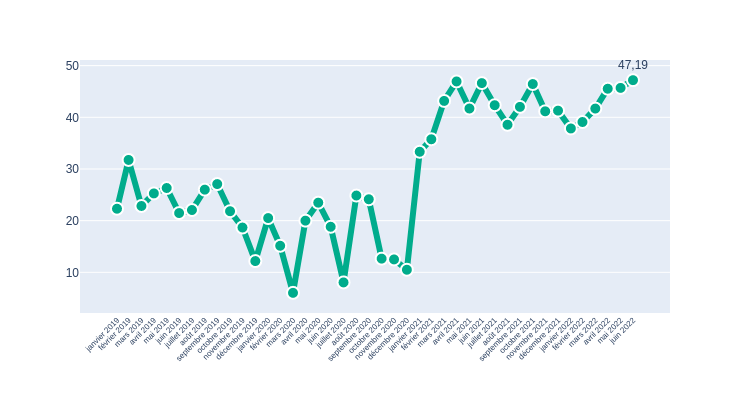 47,19
50
40
30
20
10
janvier 2019
février 2019
mars 2019
avril 2019
mai 2019
juin 2019
juillet 2019
août 2019
septembre 2019
octobre 2019
novembre 2019
décembre 2019
janvier 2020
février 2020
mars 2020
avril 2020
mai 2020
juin 2020
juillet 2020
août 2020
septembre 2020
octobre 2020
novembre 2020
décembre 2020
janvier 2021
février 2021
mars 2021
avril 2021
mai 2021
juin 2021
juillet 2021
août 2021
septembre 2021
octobre 2021
novembre 2021
décembre 2021
janvier 2022
février 2022
mars 2022
avril 2022
mai 2022
juin 2022